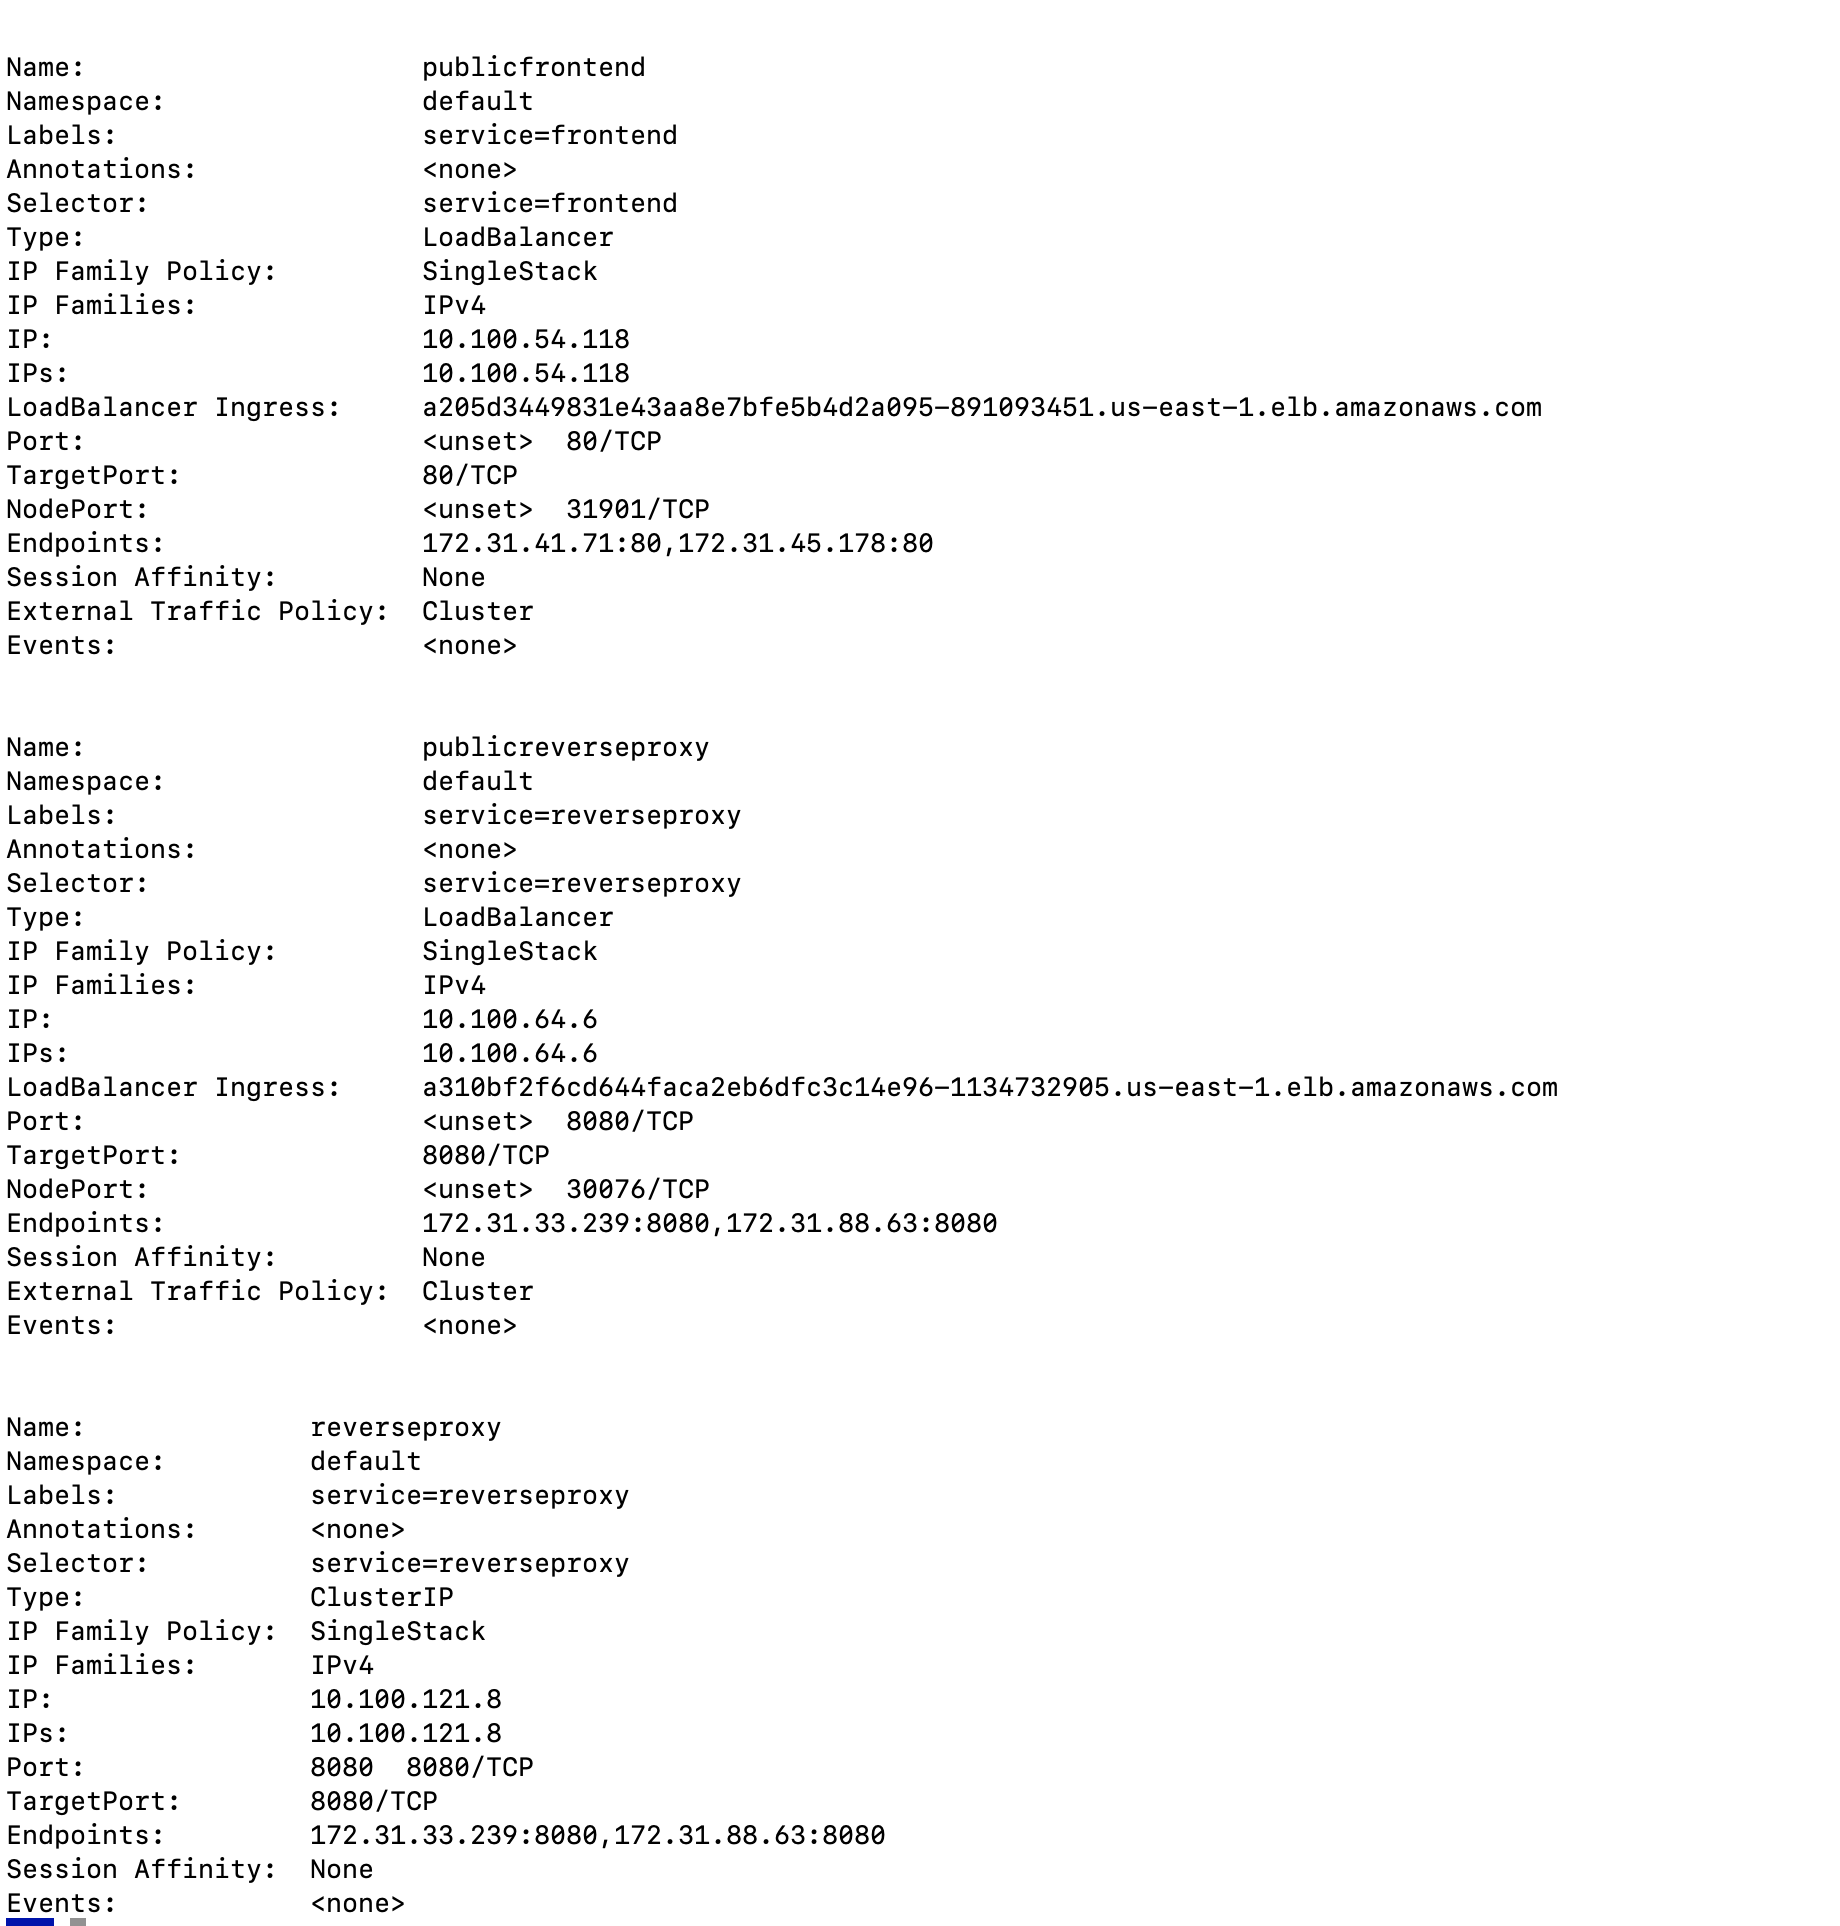 Name:                     publicfrontend
Namespace:                default
Labels:                   service=frontend
Annotations:              <none>
Selector:                 service=frontend
Type:                     LoadBalancer
IP Family Policy:         SingleStack
IP Families:              IPv4
IP:                       10.100.54.118
IPs:                      10.100.54.118
LoadBalancer Ingress:     a205d3449831e43aa8e7bfe5b4d2a095-891093451.us-east-1.elb.amazonaws.com
Port:                     <unset>  80/TCP
TargetPort:               80/TCP
NodePort:                 <unset>  31901/TCP
Endpoints:                172.31.41.71:80,172.31.45.178:80
Session Affinity:         None
External Traffic Policy:  Cluster
Events:                   <none>
Name:                     publicreverseproxy
Namespace:                default
Labels:                   service=reverseproxy
Annotations:              <none>
Selector:                 service=reverseproxy
Type:                     LoadBalancer
IP Family Policy:         SingleStack
IP Families:              IPv4
IP:                       10.100.64.6
IPs:                      10.100.64.6
LoadBalancer Ingress:     a310bf2f6cd644faca2eb6dfc3c14e96-1134732905.us-east-1.elb.amazonaws.com
Port:                     <unset>  8080/TCP
TargetPort:               8080/TCP
NodePort:                 <unset>  30076/TCP
Endpoints:                172.31.33.239:8080,172.31.88.63:8080
Session Affinity:         None
External Traffic Policy:  Cluster
Events:                   <none>
Name:              reverseproxy
Namespace:         default
Labels:            service=reverseproxy
Annotations:       <none>
Selector:          service=reverseproxy
Type:              ClusterIP
IP Family Policy:  SingleStack
IP Families:       IPv4
IP:                10.100.121.8
IPs:               10.100.121.8
Port:              8080  8080/TCP
TargetPort:        8080/TCP
Endpoints:         172.31.33.239:8080,172.31.88.63:8080
Session Affinity:  None
Events:            <none>